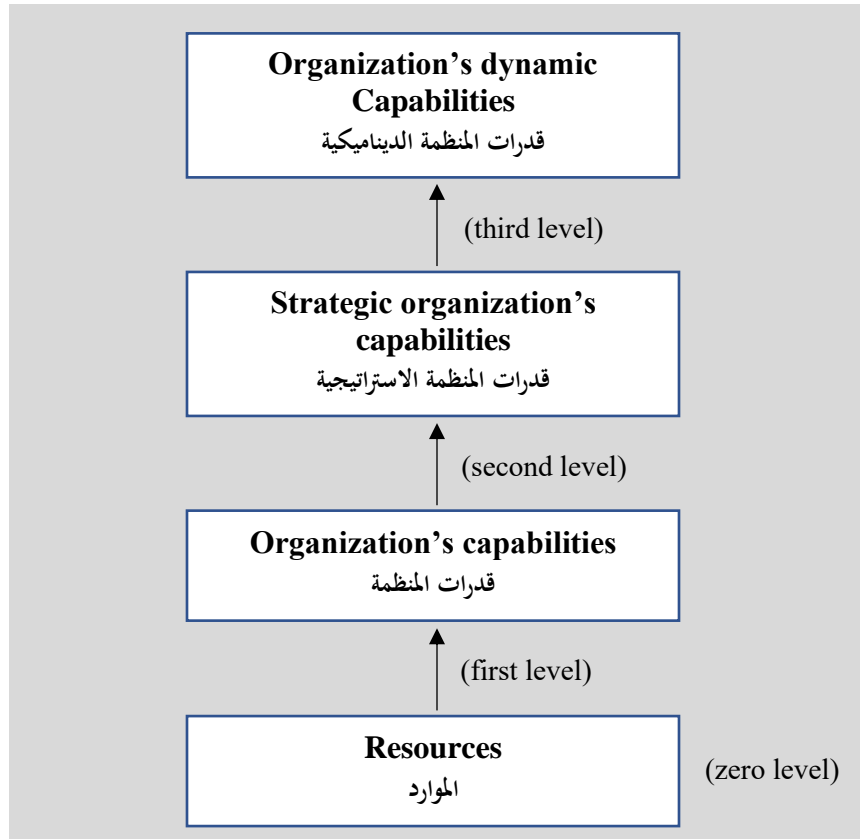 Organization’s dynamic
Capabilities
قدرات المنظمة الديناميكية
(third level)
Strategic organization’s
capabilities
قدرات المنظمة الاستراتيجية
(second level)
Organization’s capabilities
قدرات المنظمة
(first level)
Resources
الموارد
(zero level)